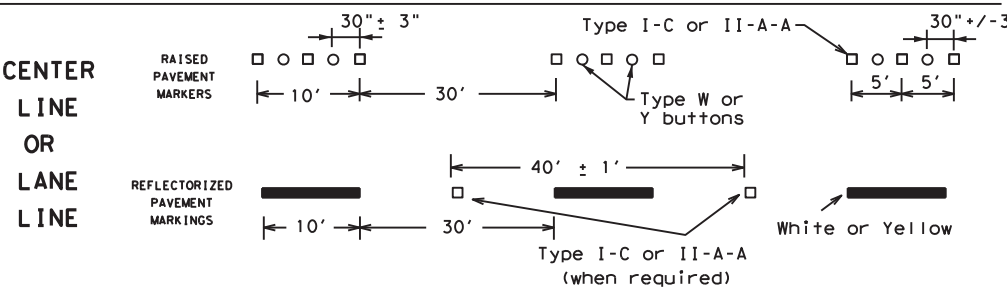 CENTER
LINE
OR
LANE
LINE
RAISED
PAVEMENT
MARKERS
30"± 3"
10'
30'
Type I-C or II-A-A
Type W or
Y buttons
30"+/-3
5'
5'
REFLECTORIZED
PAVEMENT
MARKINGS
40' ± 1'
10'
30'
Type I-C or II-A-A
(when required)
White or Yellow